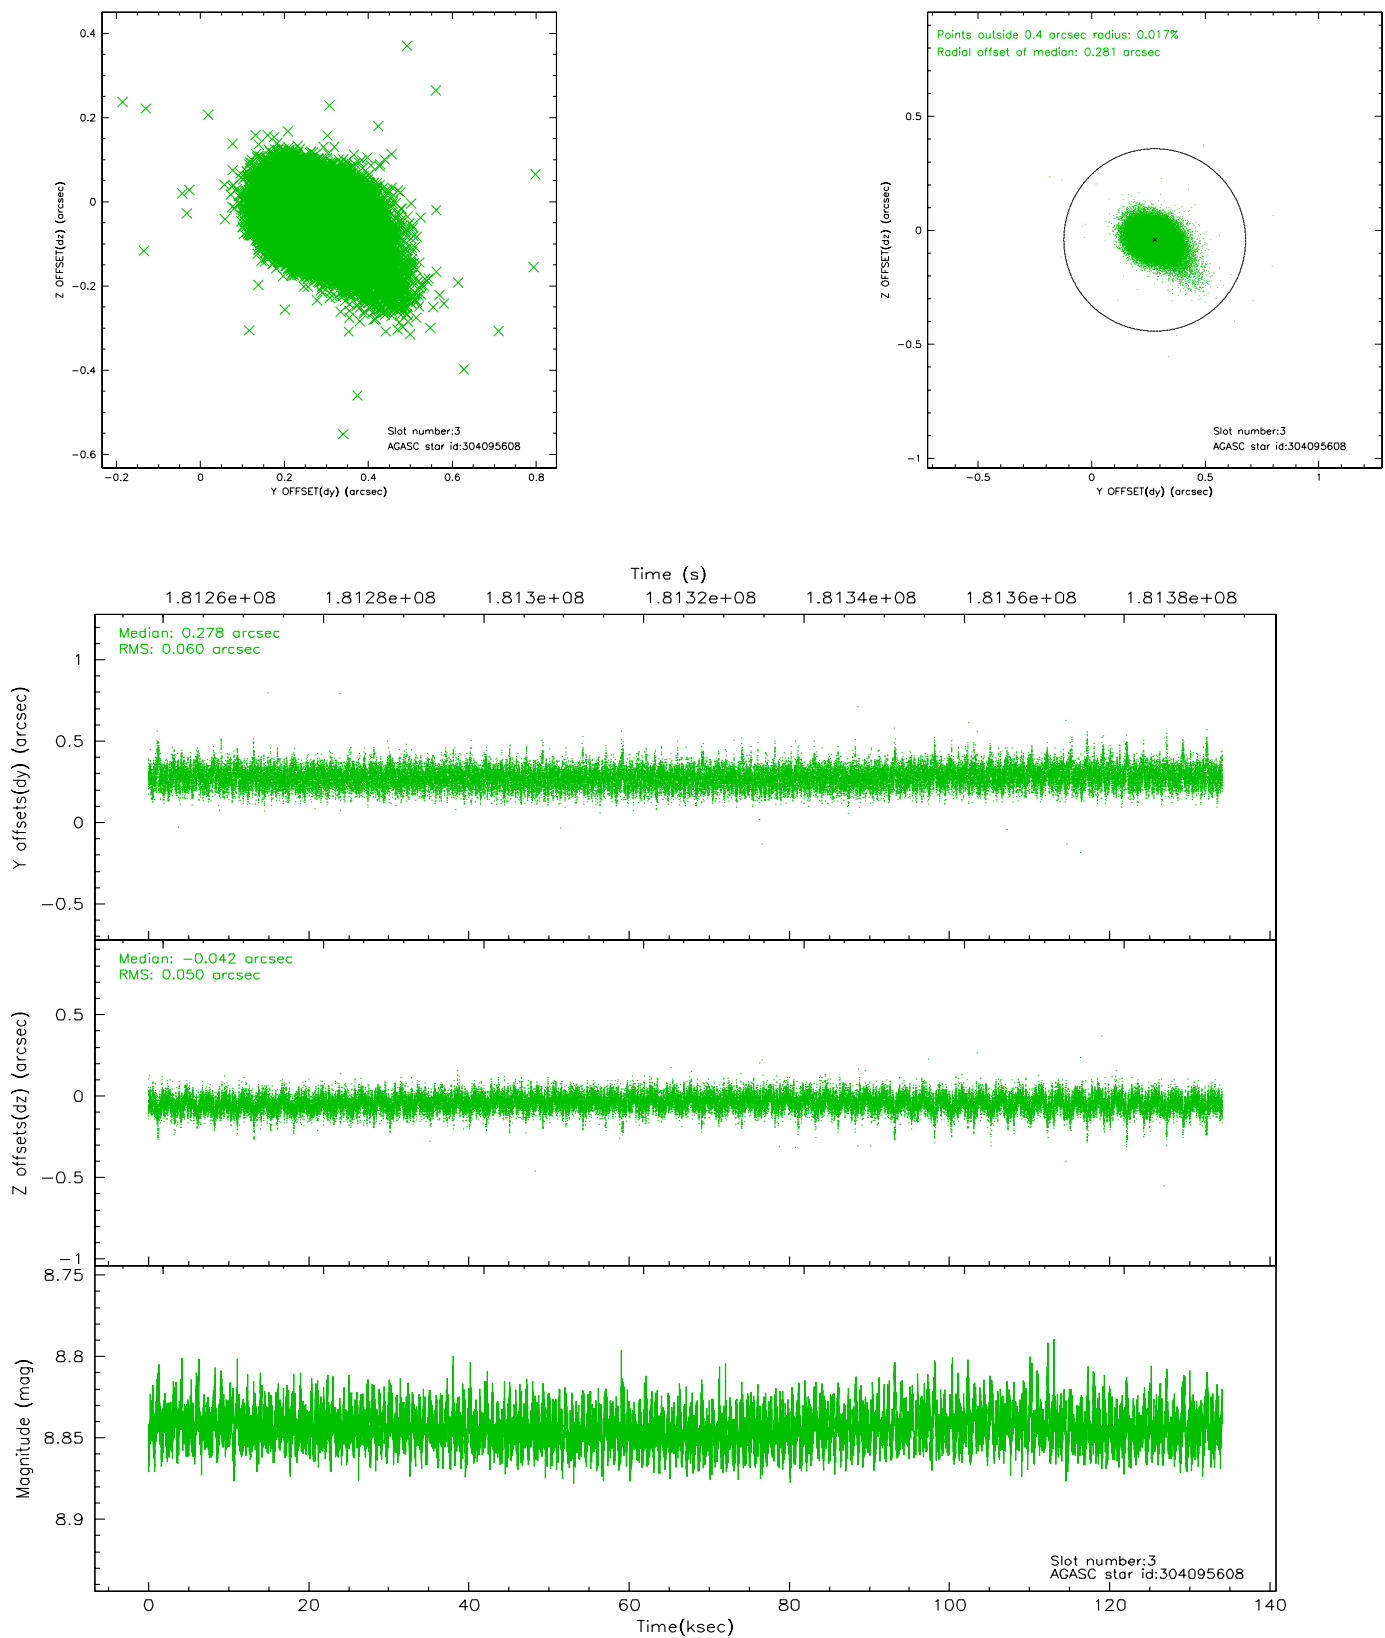 0.4
0.2
0
−0.2
−0.4
−0.6
Z OFFSET(dz) (arcsec)
−0.2 0 0.2 0.4 0.6 0.8
Y OFFSET(dy) (arcsec)
Slot number:3
AGASC star id:304095608
Points outside 0.4 arcsec radius: 0.017%
Radial offset of median: 0.281 arcsec
0.5
0
−0.5
−1
Z OFFSET(dz) (arcsec)
−0.5 0 0.5 1
Y OFFSET(dy) (arcsec)
Slot number:3
AGASC star id:304095608
Time (s)
1.8126e+08 1.8128e+08 1.813e+08 1.8132e+08 1.8134e+08 1.8136e+08 1.8138e+08
Median: 0.278 arcsec
RMS: 0.060 arcsec
1
0.5
0
−0.5
Y offsets(dy) (arcsec)
Median: −0.042 arcsec
RMS: 0.050 arcsec
0.5
0
−0.5
−1
Z offsets(dz) (arcsec)
8.75
8.8
8.85
8.9
Magnitude (mag)
Slot number:3
AGASC star id:304095608
0 20 40 60 80 100 120 140
Time(ksec)